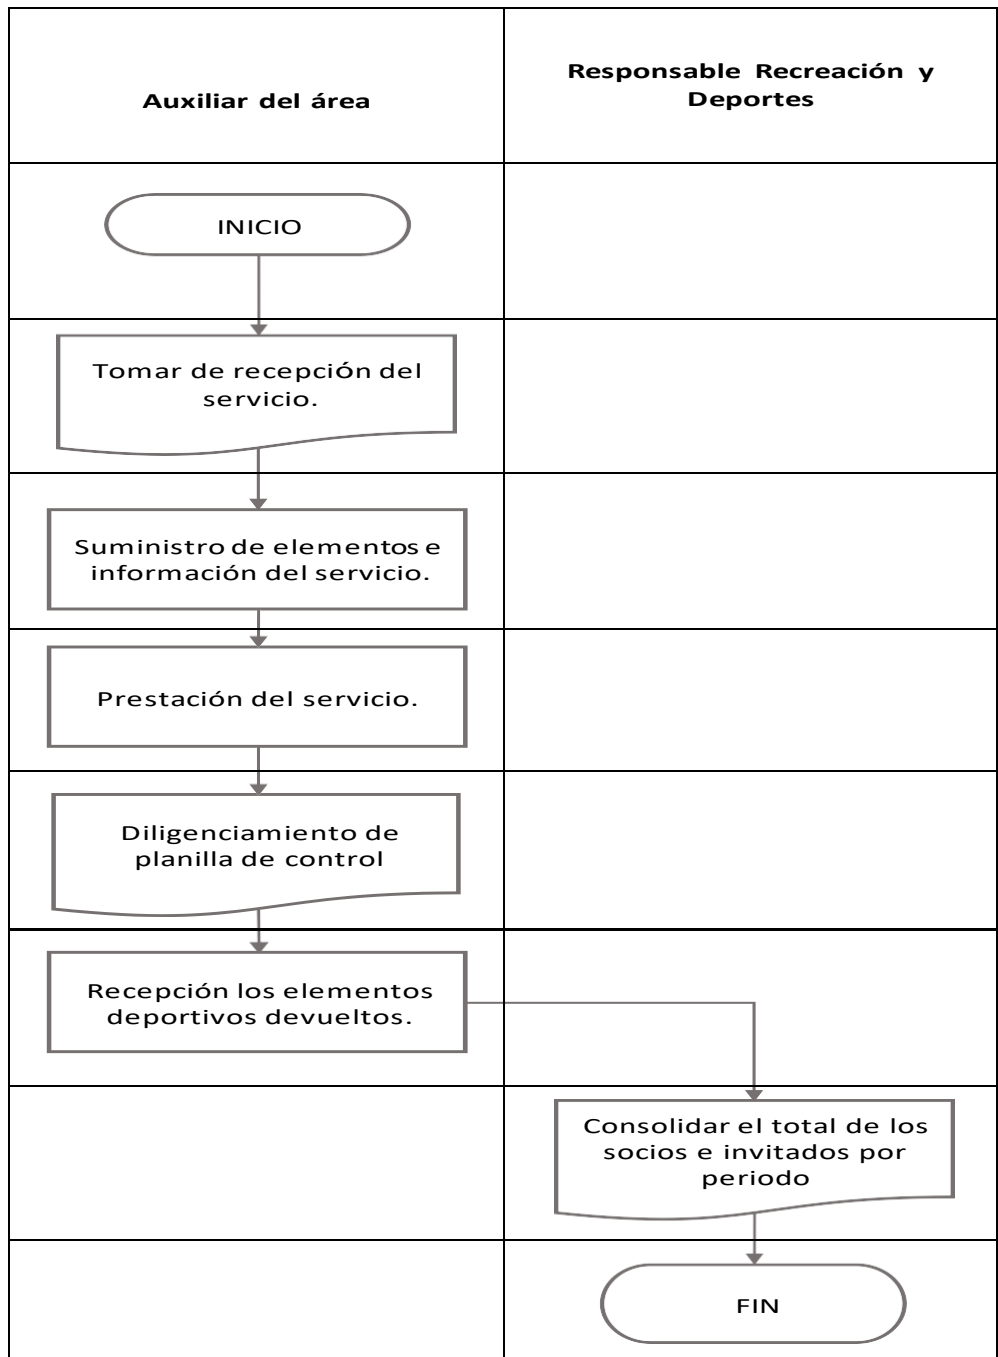 Auxiliar del área
Responsable Recreación y
Deportes
INICIO
Tomar de recepción del
servicio.
Suministro de elementos e
información del servicio.
Prestación del servicio.
Diligenciamiento de
planilla de control
Recepción los elementos
deportivos devueltos.
Consolidar el total de los
socios e invitados por
periodo
FIN